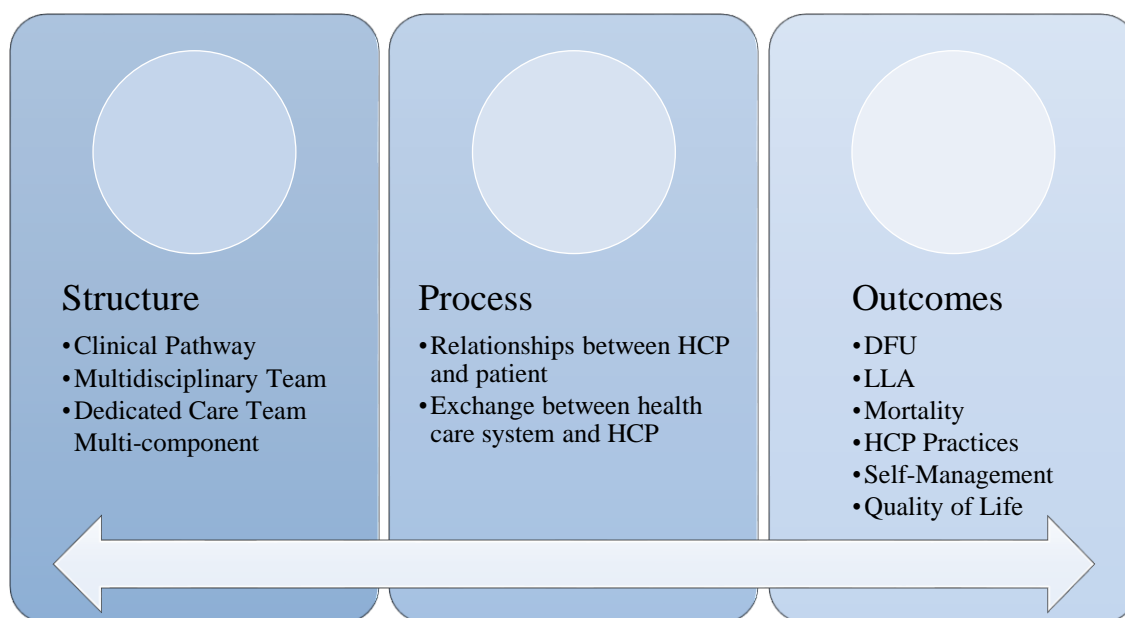 Structure
•Clinical Pathway
•Multidisciplinary Team
•Dedicated Care Team
Multi-component
Process
•Relationships between HCP
and patient
•Exchange between health
care system and HCP
Outcomes
•DFU
•LLA
•Mortality
•HCP Practices
•Self-Management
•Quality of Life